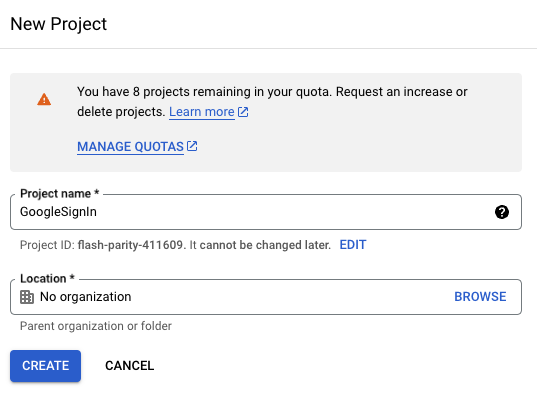 New Project
You have 8 projects remaining in your quota. Request an increase or
delete projects. Learn more
MANAGE QUOTAS
Project name *
GoogleSignIn
Project ID: flash-parity-411609. It cannot be changed later. EDIT
Location *
No organization BROWSE
Parent organization or folder
CREATE CANCEL